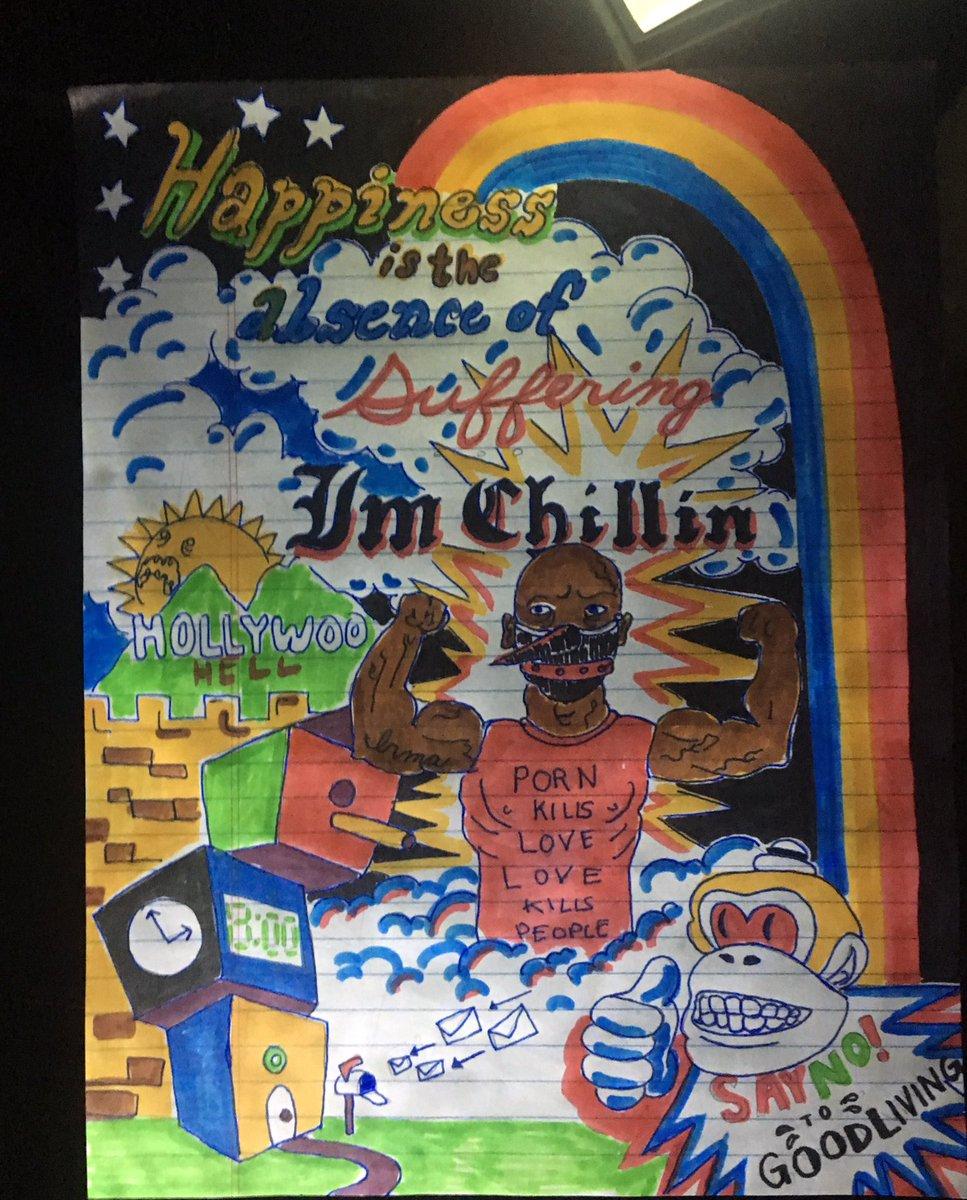 Happiness
is the
absence of
Suffering
Im Chillin
HOLLYWOO
HELL
brma
PORN
KILLS
LOVE
LOVE
KILLS
PEOPLE
8:00
SAY NO!
TO
GOOD LIVING